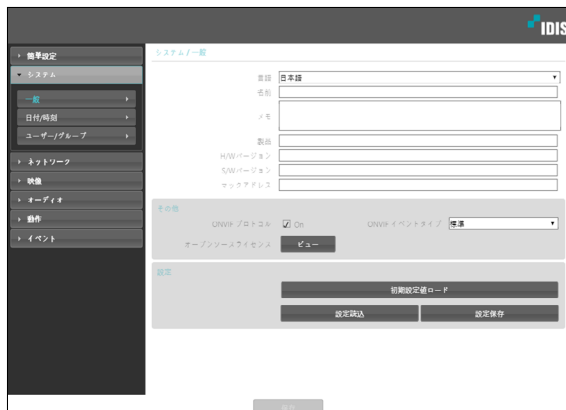 IDIS
簡単設定
システム
一般
日付/時刻
ユーザー/グループ
ネットワーク
映像
オーディオ
動作
イベント
システム / 一般
言語 日本語
名前
メモ
製品
H/Wバージョン
S/Wバージョン
マックアドレス
その他
ONVIF プロトコル On ONVIF イベントタイプ 標準
オープンソースライセンス ビュー
設定
初期設定値ロード
設定読込 設定保存